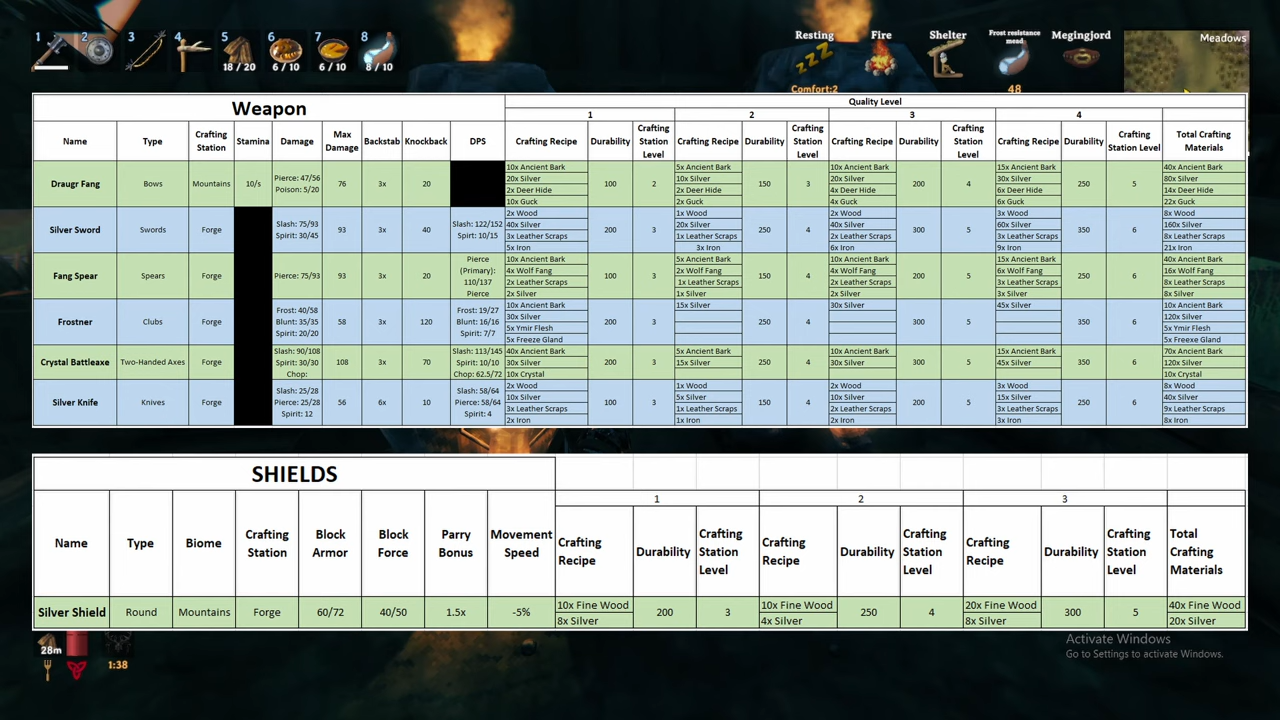 1 2 3 4 5 6 7 8
18 / 20 6 / 10 6 / 10 8 / 10
Resting Fire Shelter Frost resistance mead Megingjord Meadows
Comfort:2 48
Weapon Quality Level
1 2 3 4
Name Type Crafting Station Stamina Damage Max Damage Backstab Knockback DPS Crafting Recipe Durability Crafting Station Level Crafting Recipe Durability Crafting Station Level Crafting Recipe Durability Crafting Station Level Crafting Recipe Durability Crafting Station Level Total Crafting Materials
10x Ancient Bark 5x Ancient Bark 10x Ancient Bark 15x Ancient Bark 40x Ancient Bark
Draugr Fang Bows Mountains 10/s Pierce: 47/56 Poison: 5/20 76 3x 20 20x Silver 100 2 10x Silver 150 3 20x Silver 200 4 30x Silver 250 5 80x Silver
2x Deer Hide 2x Deer Hide 4x Deer Hide 6x Deer Hide 14x Deer Hide
10x Guck 2x Guck 4x Guck 6x Guck 22x Guck
2x Wood 1x Wood 2x Wood 3x Wood 8x Wood
Silver Sword Swords Forge Slash: 75/93 Spirit: 30/45 93 3x 40 Slash: 122/152 Spirt: 10/15 40x Silver 200 3 20x Silver 250 4 40x Silver 300 5 60x Silver 350 6 160x Silver
3x Leather Scraps 1x Leather Scraps 2x Leather Scraps 3x Leather Scraps 8x Leather Scraps
5x Iron 3x Iron 6x Iron 9x Iron 21x Iron
10x Ancient Bark 5x Ancient Bark 10x Ancient Bark 15x Ancient Bark 40x Ancient Bark
Fang Spear Spears Forge Pierce: 75/93 93 3x 20 Pierce (Primary): 110/137 Pierce 4x Wolf Fang 100 3 2x Wolf Fang 150 4 4x Wolf Fang 200 5 6x Wolf Fang 250 6 16x Wolf Fang
2x Leather Scraps 1x Leather Scraps 2x Leather Scraps 3x Leather Scraps 8x Leather Scraps
2x Silver 1x Silver 2x Silver 3x Silver 8x Silver
10x Ancient Bark 15x Silver 30x Silver 45x Silver 10x Ancient Bark
Frostner Clubs Forge Frost: 40/58 Blunt: 35/35 Spirit: 20/20 58 3x 120 Frost: 19/27 Blunt: 16/16 Spirit: 7/7 30x Silver 200 3 250 4 300 5 350 6 120x Silver
5x Ymir Flesh 5x Ymir Flesh
5x Freeze Gland 5x Freeze Gland
Crystal Battleaxe Two-Handed Axes Forge Slash: 90/108 Spirit: 30/30 Chop: 108 3x 70 Slash: 113/145 Spirit: 10/10 Chop: 62.5/72 40x Ancient Bark 200 3 5x Ancient Bark 250 4 10x Ancient Bark 300 5 15x Ancient Bark 350 6 70x Ancient Bark
30x Silver 15x Silver 30x Silver 45x Silver 120x Silver
10x Crystal 10x Crystal
2x Wood 1x Wood 2x Wood 3x Wood 8x Wood
Silver Knife Knives Forge Slash: 25/28 Pierce: 25/28 Spirit: 12 56 6x 10 Slash: 58/64 Pierce: 58/64 Spirit: 4 10x Silver 100 3 5x Silver 150 4 10x Silver 200 5 15x Silver 250 6 40x Silver
3x Leather Scraps 1x Leather Scraps 2x Leather Scraps 3x Leather Scraps 9x Leather Scraps
2x Iron 1x Iron 2x Iron 3x Iron 8x Iron
SHIELDS
1 2 3
Name Type Biome Crafting Station Block Armor Block Force Parry Bonus Movement Speed Crafting Recipe Durability Crafting Station Level Crafting Recipe Durability Crafting Station Level Crafting Recipe Durability Crafting Station Level Total Crafting Materials
Silver Shield Round Mountains Forge 60/72 40/50 1.5x -5% 10x Fine Wood 200 3 10x Fine Wood 250 4 20x Fine Wood 300 5 40x Fine Wood
8x Silver 4x Silver 8x Silver 20x Silver
28m 1:38
Activate Windows
Go to Settings to activate Windows.